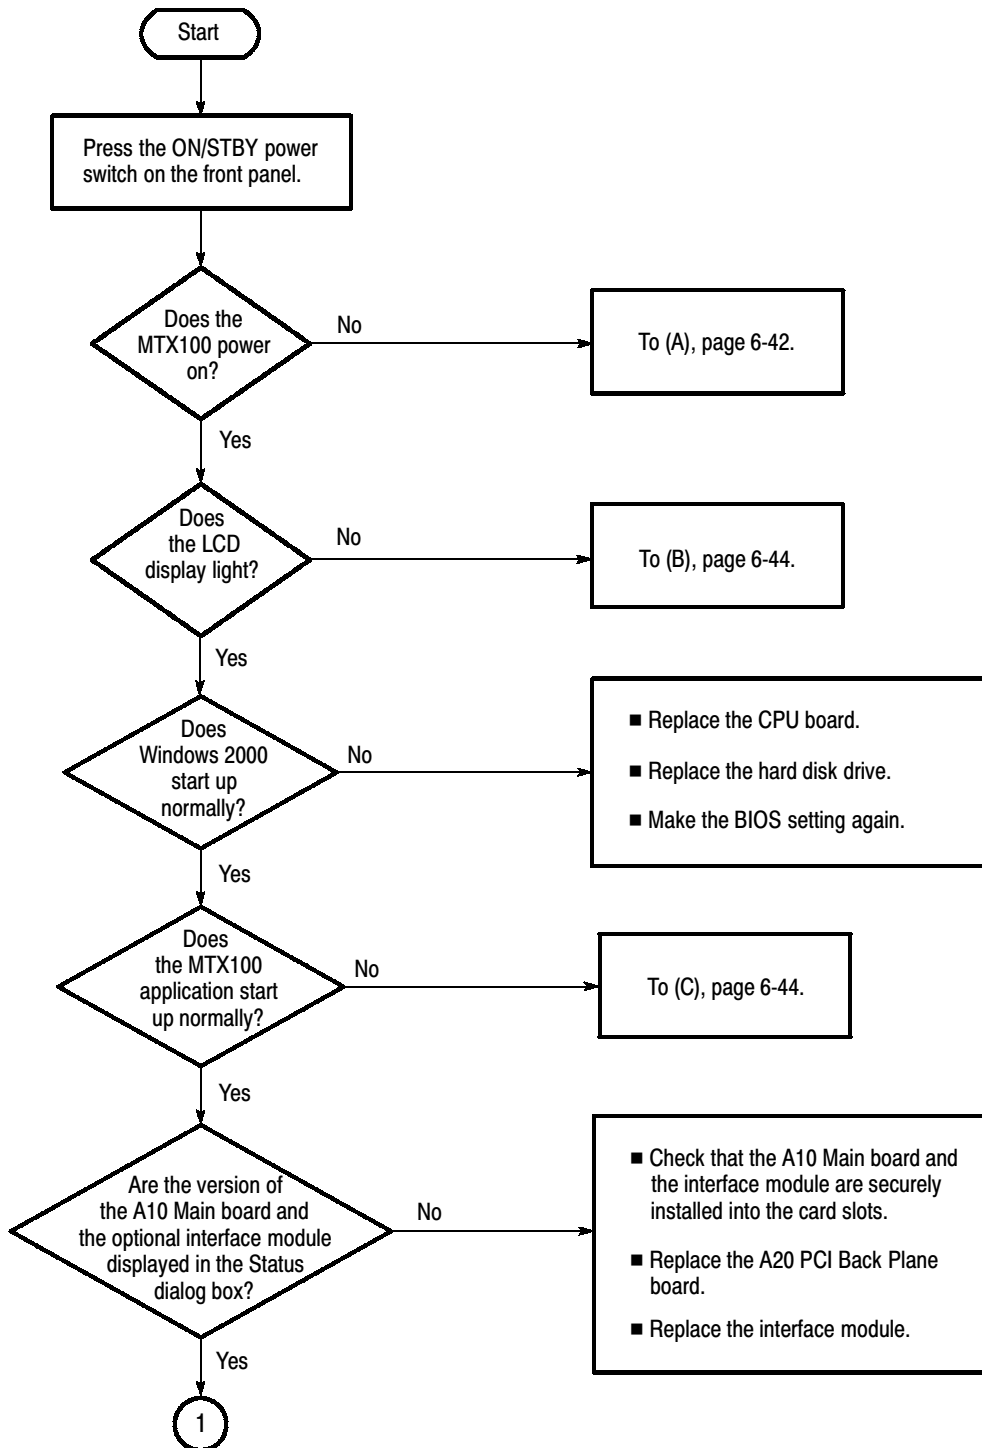 Start
Press the ON/STBY power
switch on the front panel.
Does the
MTX100 power
on?
No
To (A), page 6-42.
Yes
Does
the LCD
display light?
No
To (B), page 6-44.
Yes
Does
Windows 2000
start up
normally?
No
■ Replace the CPU board.
■ Replace the hard disk drive.
■ Make the BIOS setting again.
Yes
Does
the MTX100
application start
up normally?
No
To (C), page 6-44.
Yes
Are the version of
the A10 Main board and
the optional interface module
displayed in the Status
dialog box?
No
■ Check that the A10 Main board and
the interface module are securely
installed into the card slots.
■ Replace the A20 PCI Back Plane
board.
■ Replace the interface module.
Yes
1